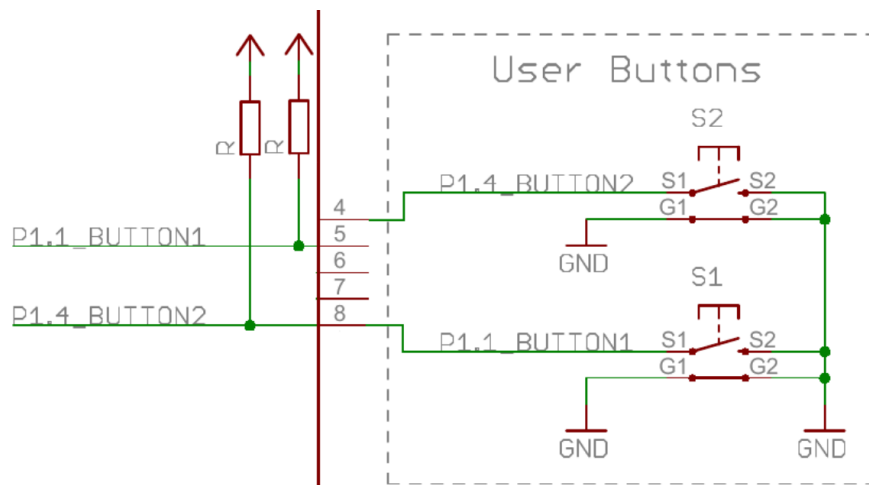 User Buttons
S2
R
R
P1.4_BUTTON2
S1
S2
4
G1
G2
P1.1_BUTTON1
5
GND
6
S1
7
P1.4_BUTTON2
8
P1.1_BUTTON1
S1
S2
G1
G2
GND
GND